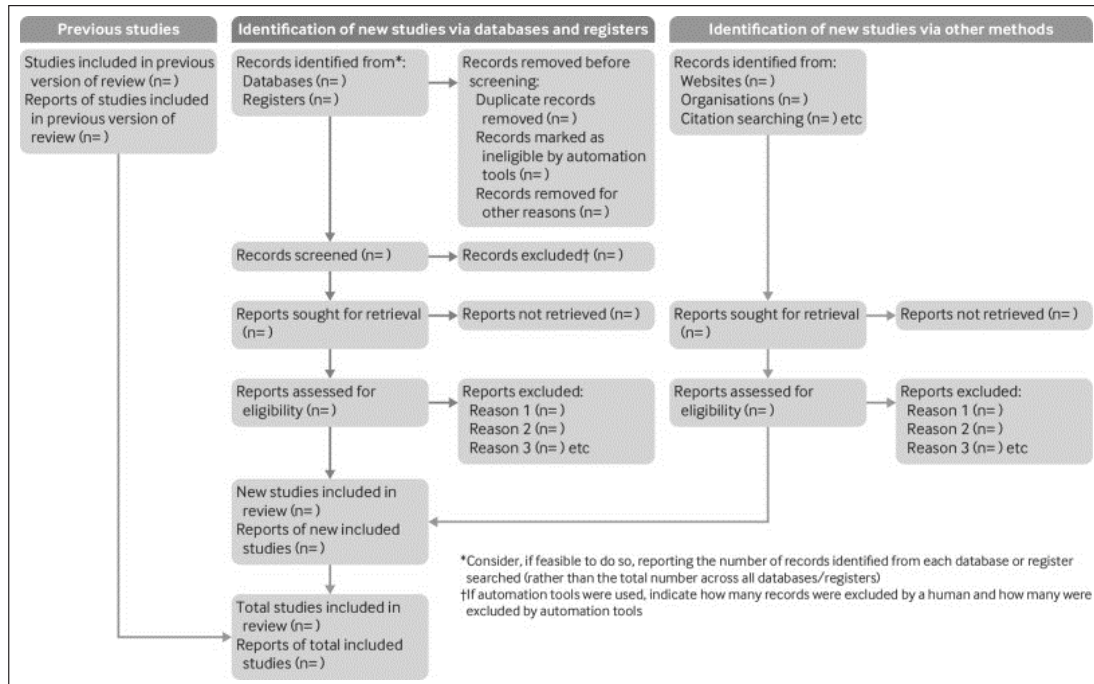 Previous studies
Studies included in previous
version of review (n= )
Reports of studies included
in previous version of
review (n= )
Identification of new studies via databases and registers
Records identified from*:
Databases (n= )
Registers (n= )
Records removed before
screening:
Duplicate records
removed (n= )
Records marked as
ineligible by automation
tools (n= )
Records removed for
other reasons (n= )
Records screened (n= )
Records excluded† (n= )
Reports sought for retrieval
(n= )
Reports not retrieved (n= )
Reports assessed for
eligibility (n= )
Reports excluded:
Reason 1 (n= )
Reason 2 (n= )
Reason 3 (n= ) etc
New studies included in
review (n= )
Reports of new included
studies (n= )
Total studies included in
review (n= )
Reports of total included
studies (n= )
Identification of new studies via other methods
Records identified from:
Websites (n= )
Organisations (n= )
Citation searching (n= ) etc
Reports sought for retrieval
(n= )
Reports not retrieved (n= )
Reports assessed for
eligibility (n= )
Reports excluded:
Reason 1 (n= )
Reason 2 (n= )
Reason 3 (n= ) etc
*Consider, if feasible to do so, reporting the number of records identified from each database or register
searched (rather than the total number across all databases/registers)
†If automation tools were used, indicate how many records were excluded by a human and how many were
excluded by automation tools